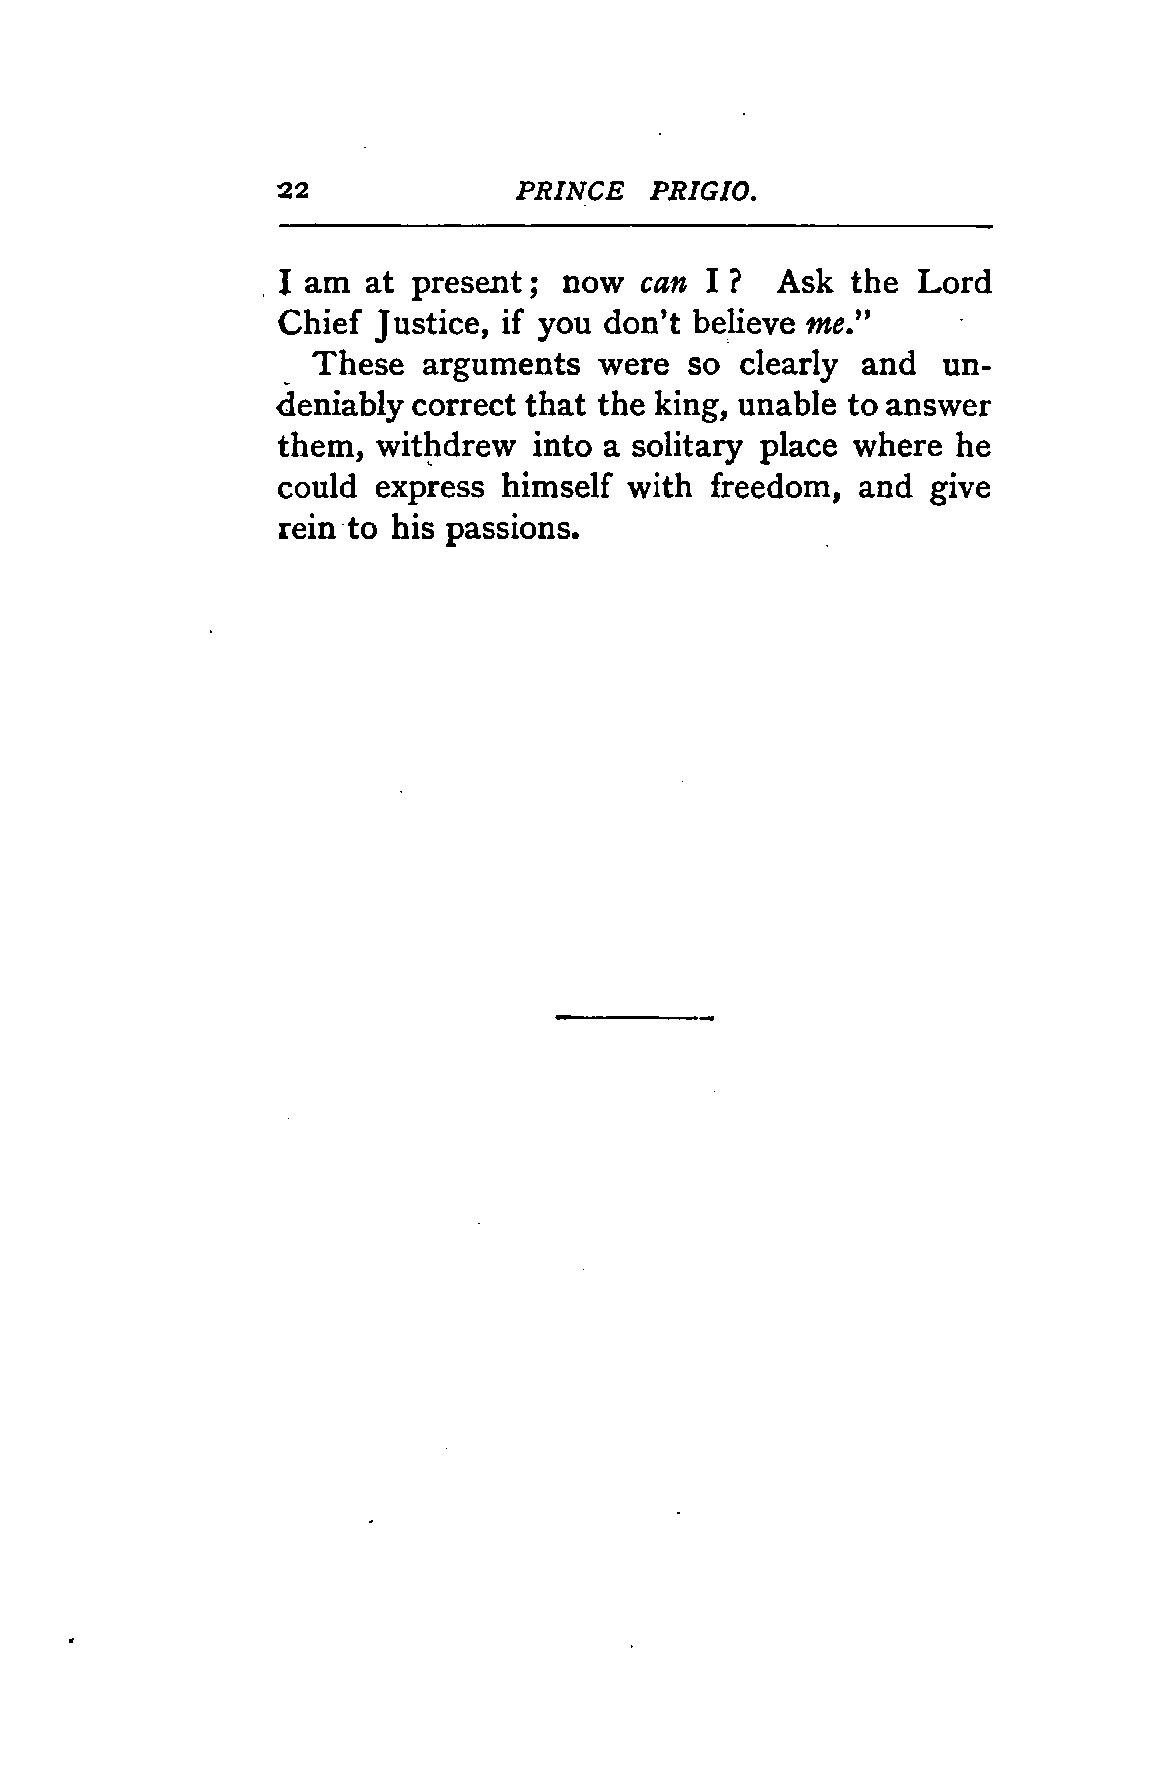 22 PRINCE PRIGIO.
I am at present; now can I? Ask the Lord
Chief Justice, if you don't believe me."
These arguments were so clearly and un-
deniably correct that the king, unable to answer
them, withdrew into a solitary place where he
could express himself with freedom, and give
rein to his passions.